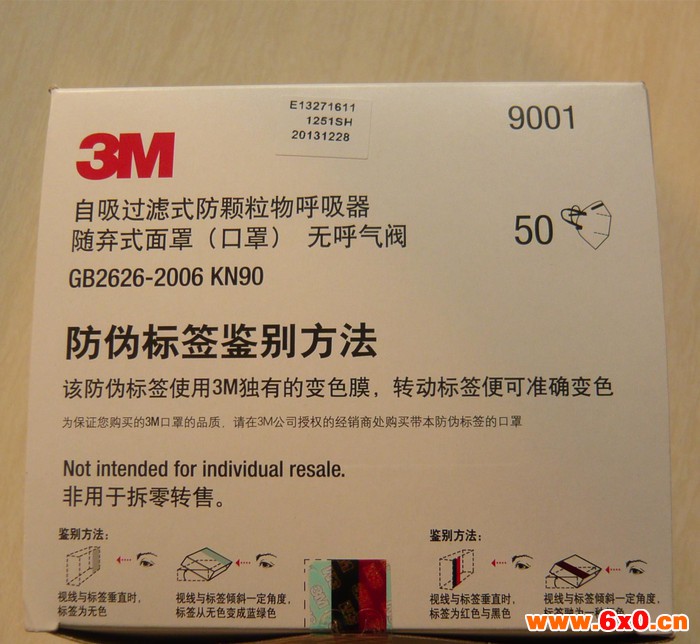 E13271611
1251SH
20131228
9001
3M
自吸过滤式防颗粒物呼吸器
随弃式面罩（口罩） 无呼气阀
50
GB2626-2006 KN90
防伪标签鉴别方法
该防伪标签使用3M独有的变色膜，转动标签便可准确变色
为保证您购买的3M口罩的品质、请在3M公司授权的经销商处购买带本防伪标签的口罩
Not intended for individual resale.
非用于拆零转售。
鉴别方法：
视线与标签垂直时，
标签为无色
视线与标签倾斜一定角度，
标签从无色变成蓝绿色
3M
鉴别方法：
视线与标签垂直时，
标签为红色与黑色
视线与标签倾斜一定角度，
标签
www.6x0.cn